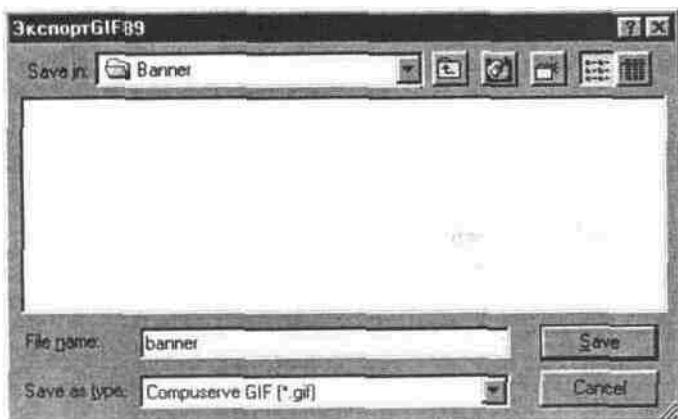 ЭкспортGIF89
Save in: Banner
File name: banner Save
Save as type: Compuserve GIF (*.gif) Cancel